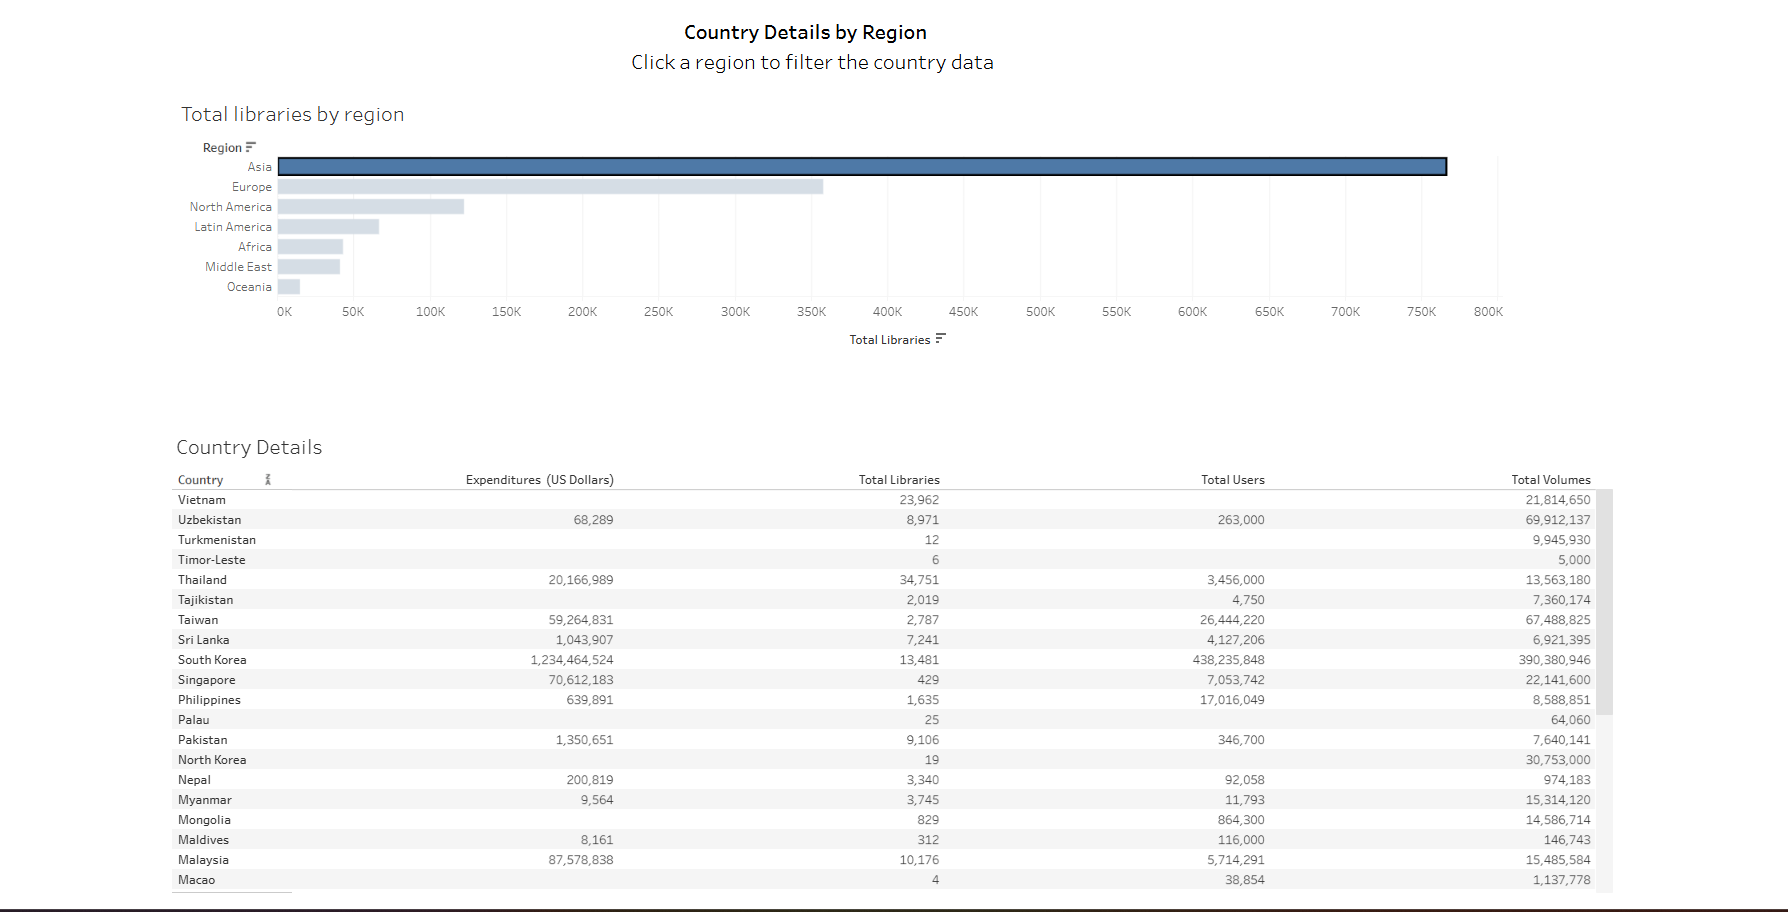 Country Details by Region
Click a region to filter the country data
Total libraries by region
Region
Asia
Europe
North America
Latin America
Africa
Middle East
Oceania
0K 50K 100K 150K 200K 250K 300K 350K 400K 450K 500K 550K 600K 650K 700K 750K 800K
Total Libraries
Country Details
Country Expenditures (US Dollars) Total Libraries Total Users Total Volumes
Vietnam 23,962 21,814,650
Uzbekistan 68,289 8,971 263,000 69,912,137
Turkmenistan 12 9,945,930
Timor-Leste 6 5,000
Thailand 20,166,989 34,751 3,456,000 13,563,180
Tajikistan 2,019 4,750 7,360,174
Taiwan 59,264,831 2,787 26,444,220 67,488,825
Sri Lanka 1,043,907 7,241 4,127,206 6,921,395
South Korea 1,234,464,524 13,481 438,235,848 390,380,946
Singapore 70,612,183 429 7,053,742 22,141,600
Philippines 639,891 1,635 17,016,049 8,588,851
Palau 25 64,060
Pakistan 1,350,651 9,106 346,700 7,640,141
North Korea 19 30,753,000
Nepal 200,819 3,340 92,058 974,183
Myanmar 9,564 3,745 11,793 15,314,120
Mongolia 829 864,300 14,586,714
Maldives 8,161 312 116,000 146,743
Malaysia 87,578,838 10,176 5,714,291 15,485,584
Macao 4 38,854 1,137,778